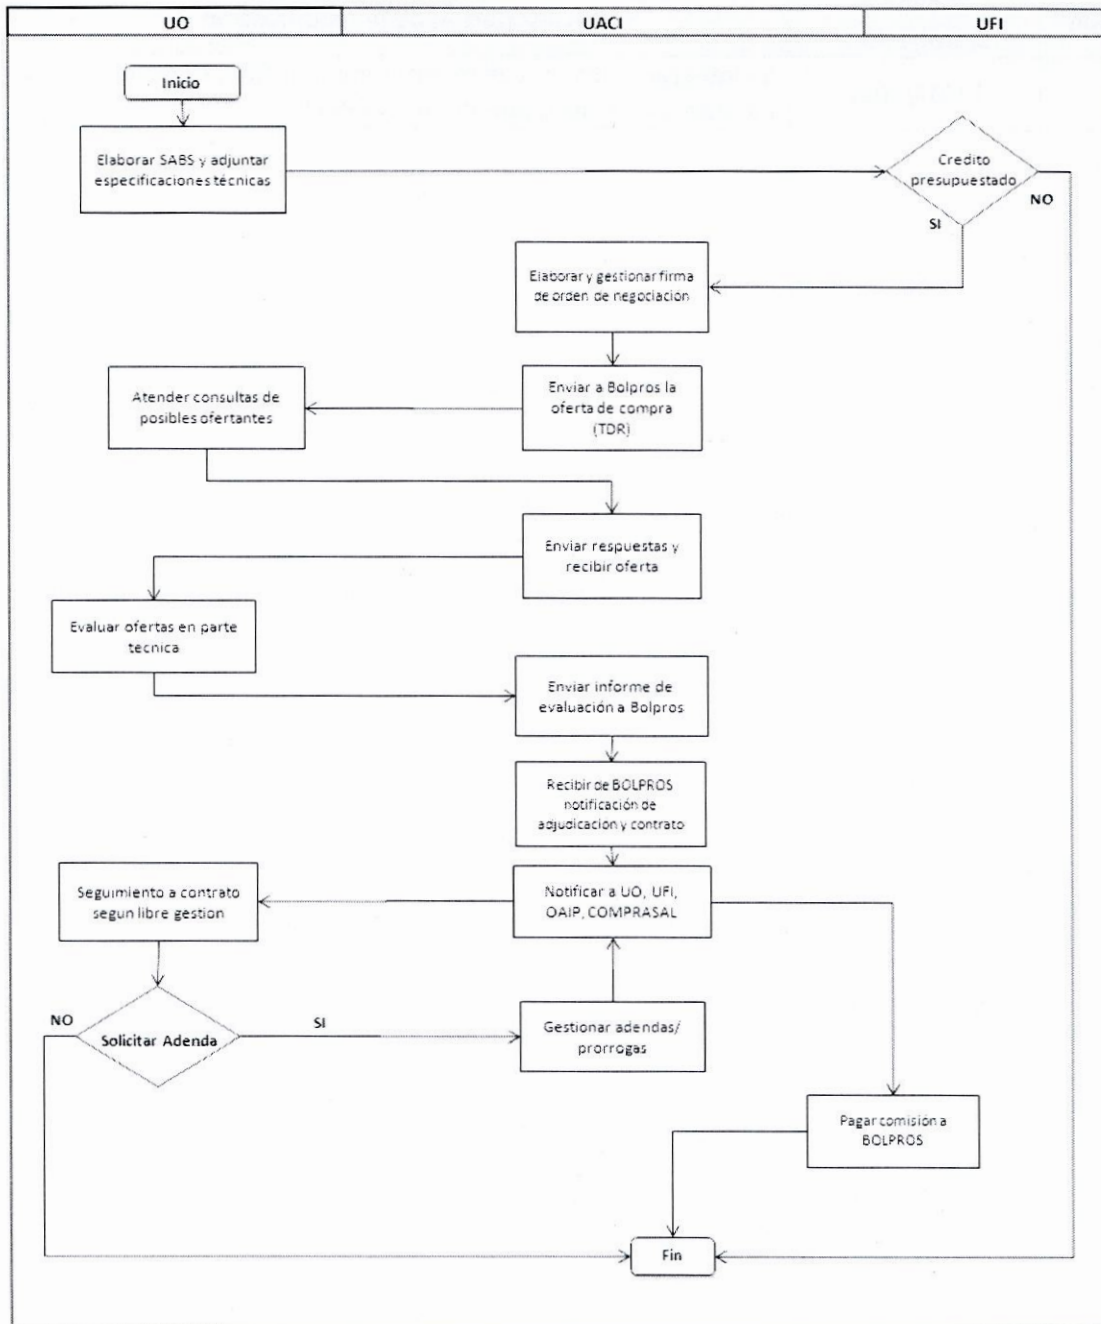 UO
UACI
UFI
Inicio
Elaborar SABS y adjuntar
especificaciones técnicas
Credito
presupuestado
NO
SI
Elaborar y gestionar firma
de orden de negociacion
Enviar a Bolpros la
oferta de compra
(TDR)
Atender consultas de
posibles ofertantes
Enviar respuestas y
recibir oferta
Evaluar ofertas en parte
tecnica
Enviar informe de
evaluación a Bolpros
Recibir de BOLPROS
notificación de
adjudicacion y contrato
Seguimiento a contrato
segun libre gestion
Notificar a UO, UFI,
OAIP, COMPRASAL
NO
Solicitar Adenda
SI
Gestionar adendas/
prorrogas
Pagar comisión a
BOLPROS
Fin